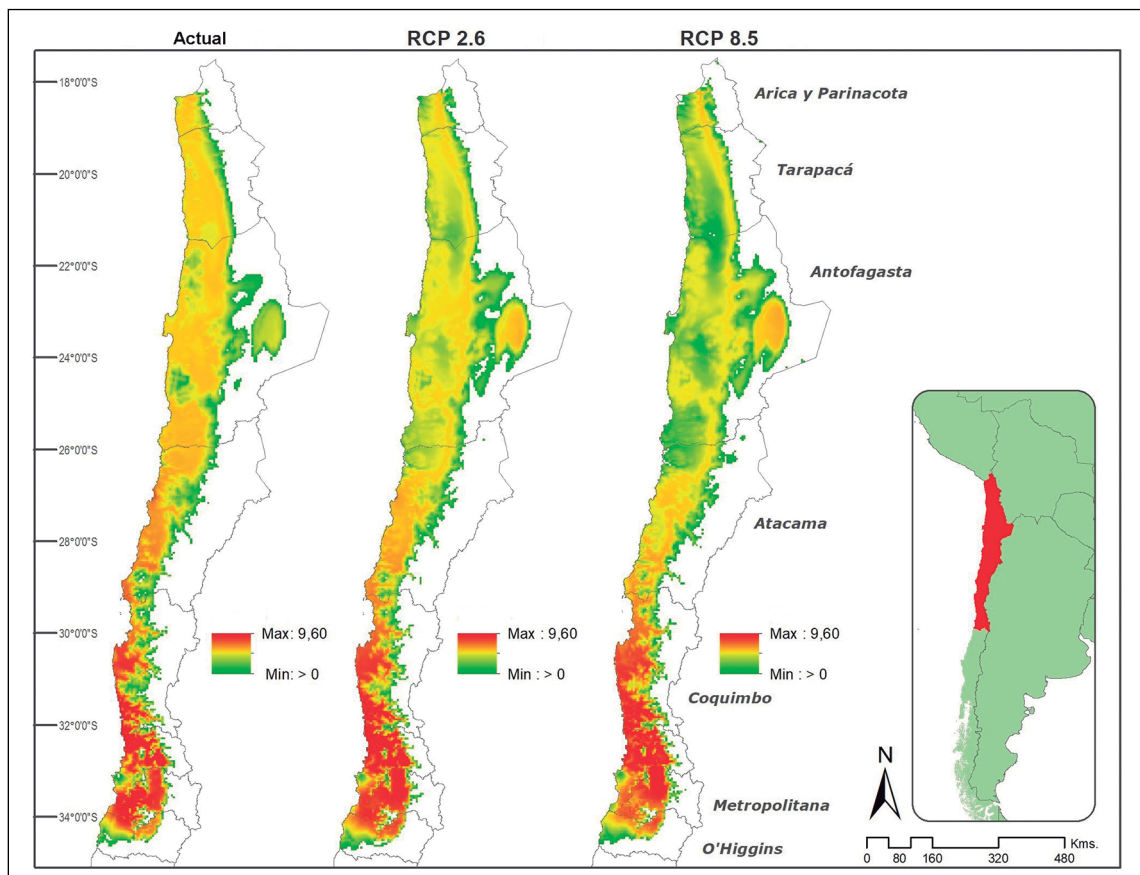 Actual
RCP 2.6
RCP 8.5
18°0'0"S
20°0'0"S
22°0'0"S
24°0'0"S
26°0'0"S
28°0'0"S
30°0'0"S
32°0'0"S
34°0'0"S
Arica y Parinacota
Tarapacá
Antofagasta
Atacama
Coquimbo
Metropolitana
O'Higgins
Max: 9,60
Min: > 0
Max : 9,60
Min : > 0
Max : 9,60
Min : > 0
N
Kms.
0 80 160 320 480